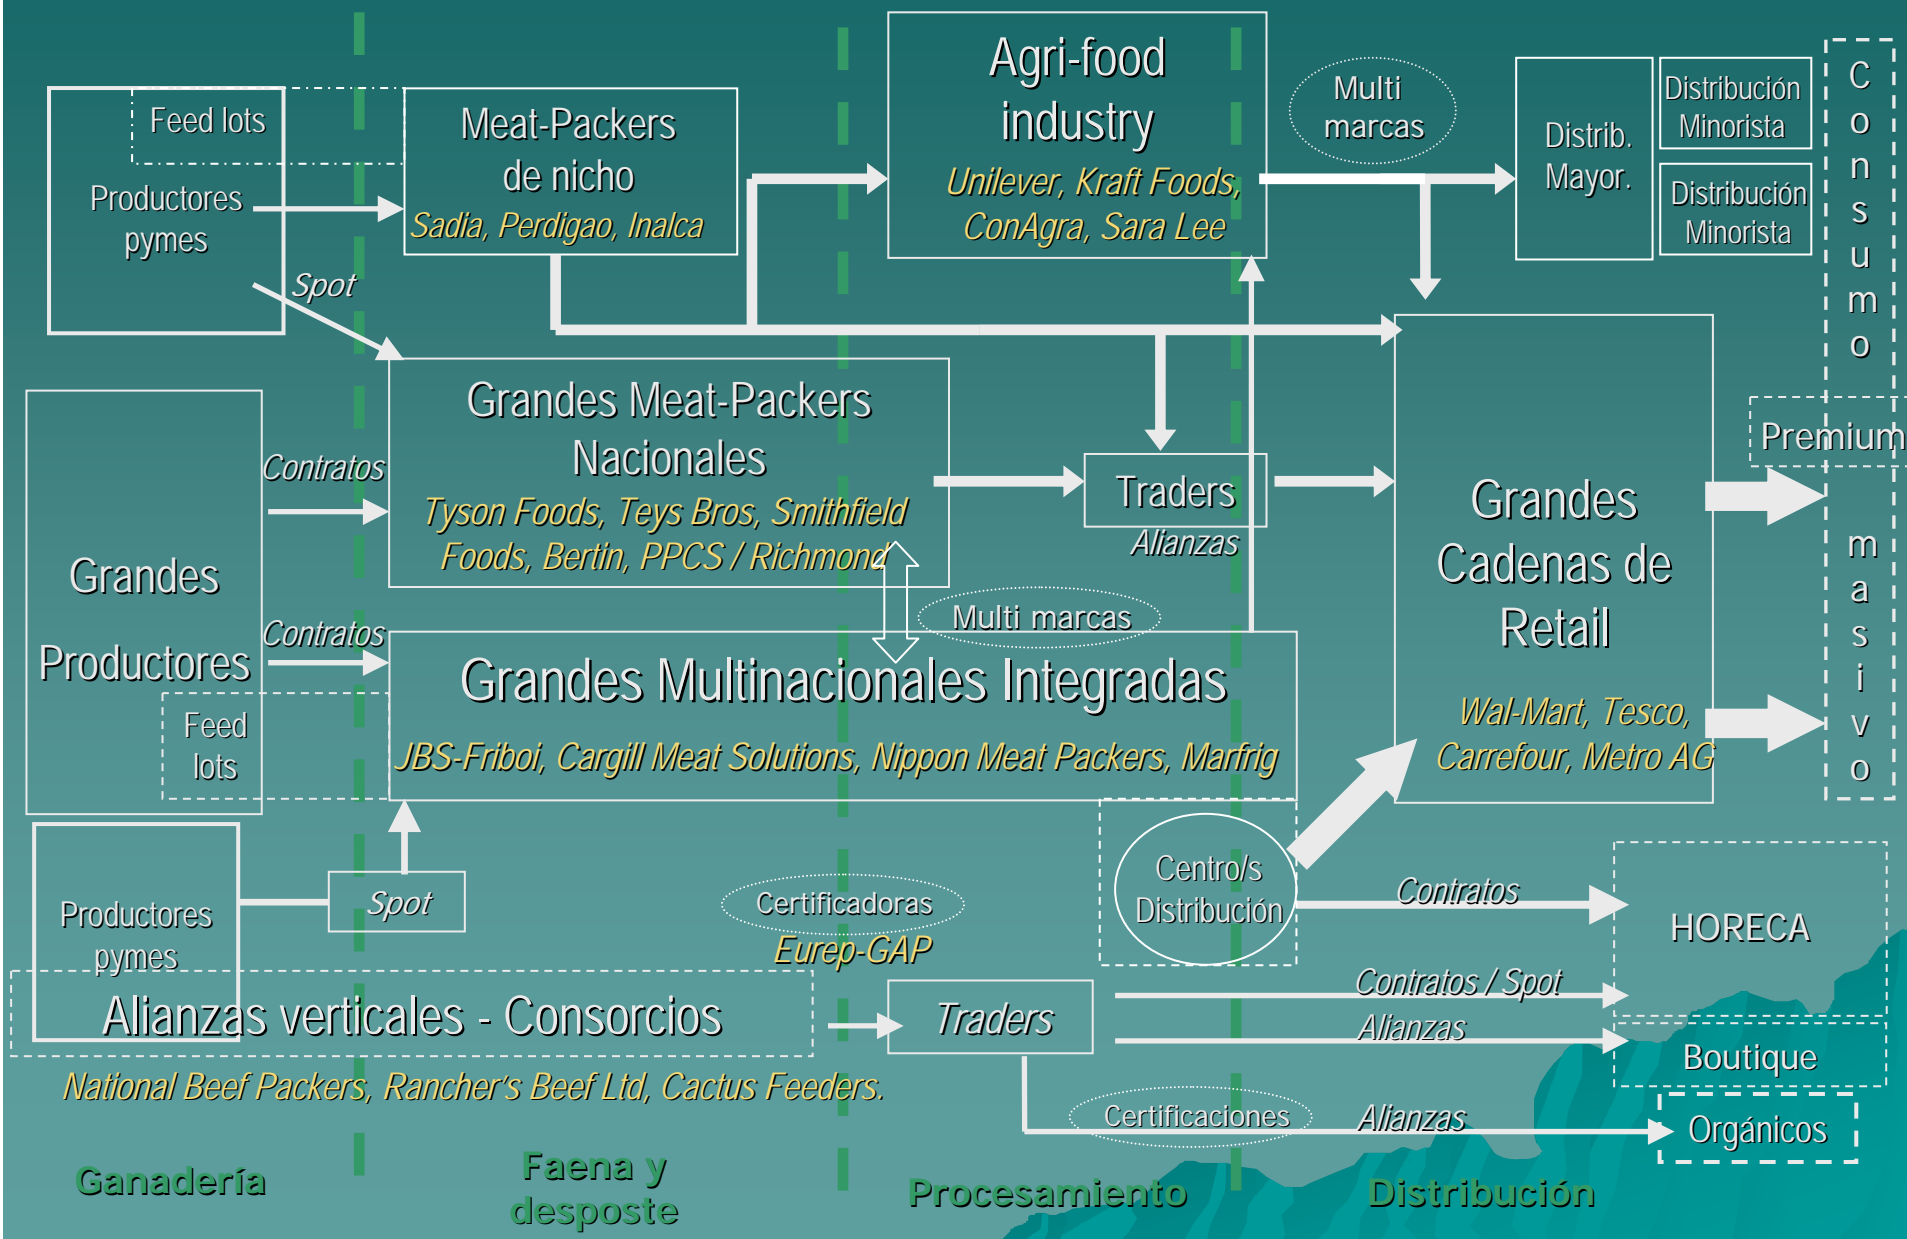 Feed lots
Productores
pymes
Meat-Packers
de nicho
Sadia, Perdigao, Inalca
Agri-food
industry
Unilever, Kraft Foods,
ConAgra, Sara Lee
Multi
marcas
Distrib.
Mayor.
Distribución
Minorista
Distribución
Minorista
Consumo
masivo
Spot
Grandes
Productores
Contratos
Contratos
Feed
lots
Grandes Meat-Packers
Nacionales
Tyson Foods, Teys Bros, Smithfield
Foods, Bertin, PPCS / Richmond
Traders
Alianzas
Multi marcas
Grandes Multinacionales Integradas
JBS-Friboi, Cargill Meat Solutions, Nippon Meat Packers, Marfrig
Grandes
Cadenas de
Retail
Wal-Mart, Tesco,
Carrefour, Metro AG
Premium
Productores
pymes
Spot
Certificadoras
Eurep-GAP
Centro/s
Distribución
Contratos
HORECA
Contratos / Spot
Alianzas
Boutique
Alianzas verticales - Consorcios
National Beef Packers, Rancher's Beef Ltd, Cactus Feeders.
Traders
Certificaciones
Alianzas
Orgánicos
Ganadería
Faena y
desposte
Procesamiento
Distribución